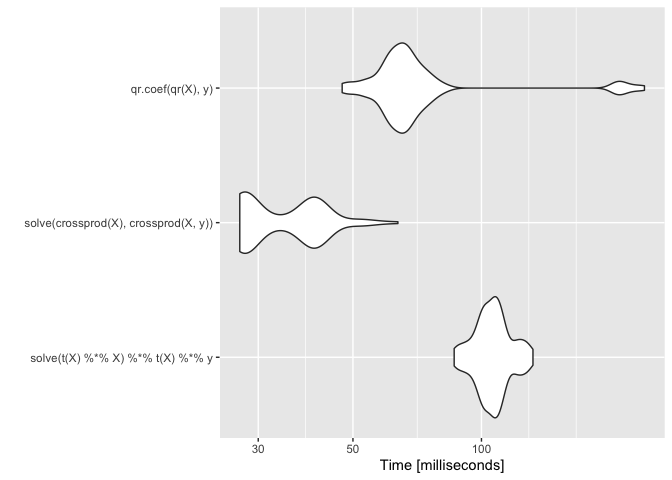 qr.coef(qr(X), y)
solve(crossprod(X), crossprod(X, y))
solve(t(X) %*% X) %*% t(X) %*% y
30 50 100
Time [milliseconds]